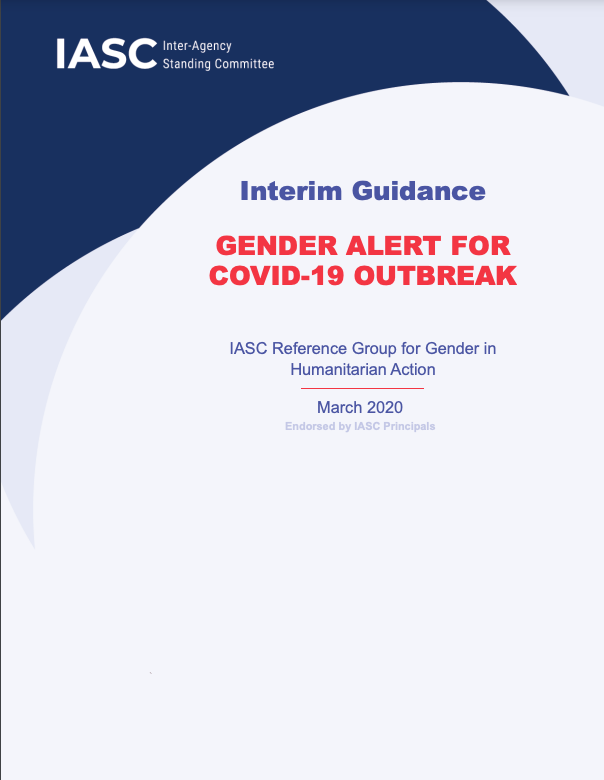 IASC Inter-Agency
Standing Committee
Interim Guidance
GENDER ALERT FOR
COVID-19 OUTBREAK
IASC Reference Group for Gender in
Humanitarian Action
March 2020
Endorsed by IASC Principals